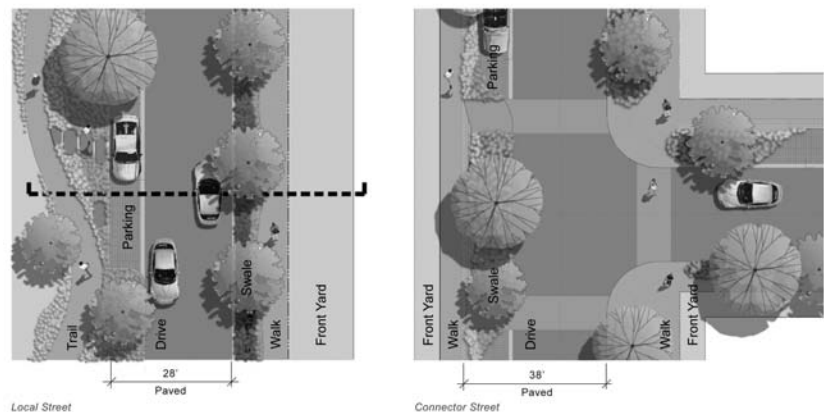 Trail
Parking
Drive
Swale
Walk
Front Yard
28'
Paved
Local Street
Front Yard
Walk
Parking
Swale
Drive
Walk
Front Yard
38'
Paved
Connector Street